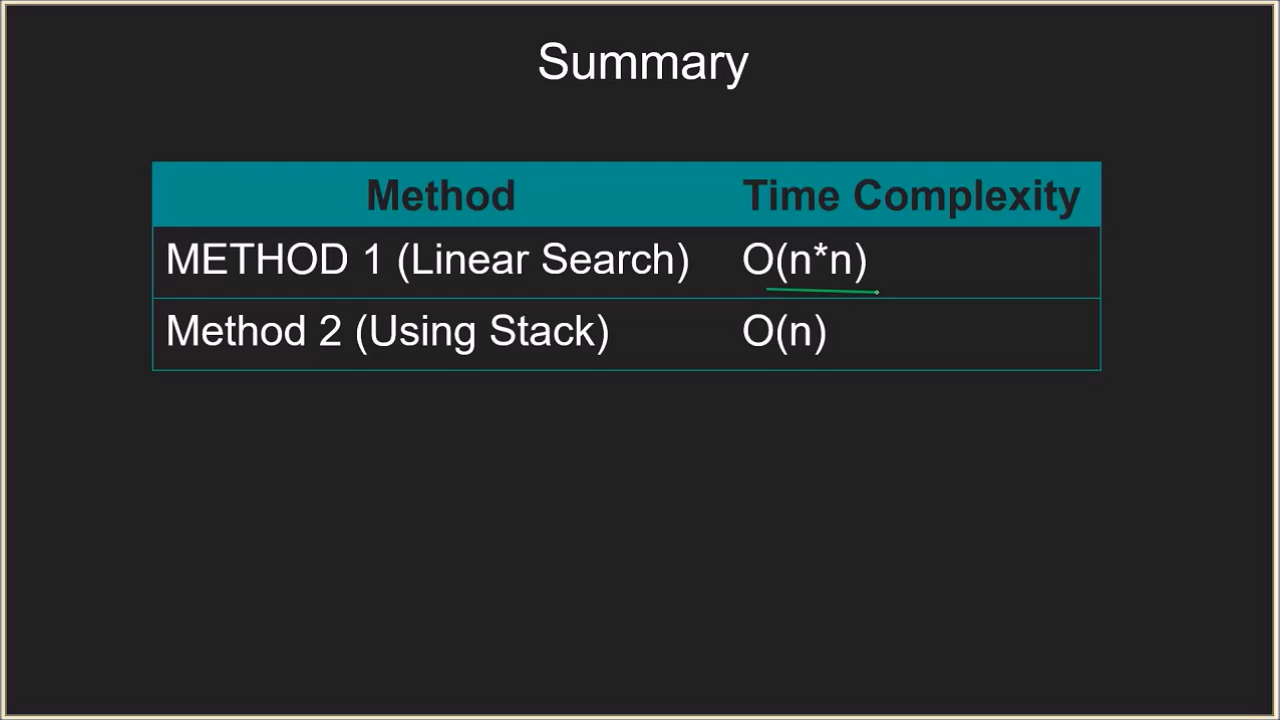 Summary
Method Time Complexity
METHOD 1 (Linear Search) O(n*n)
Method 2 (Using Stack) O(n)